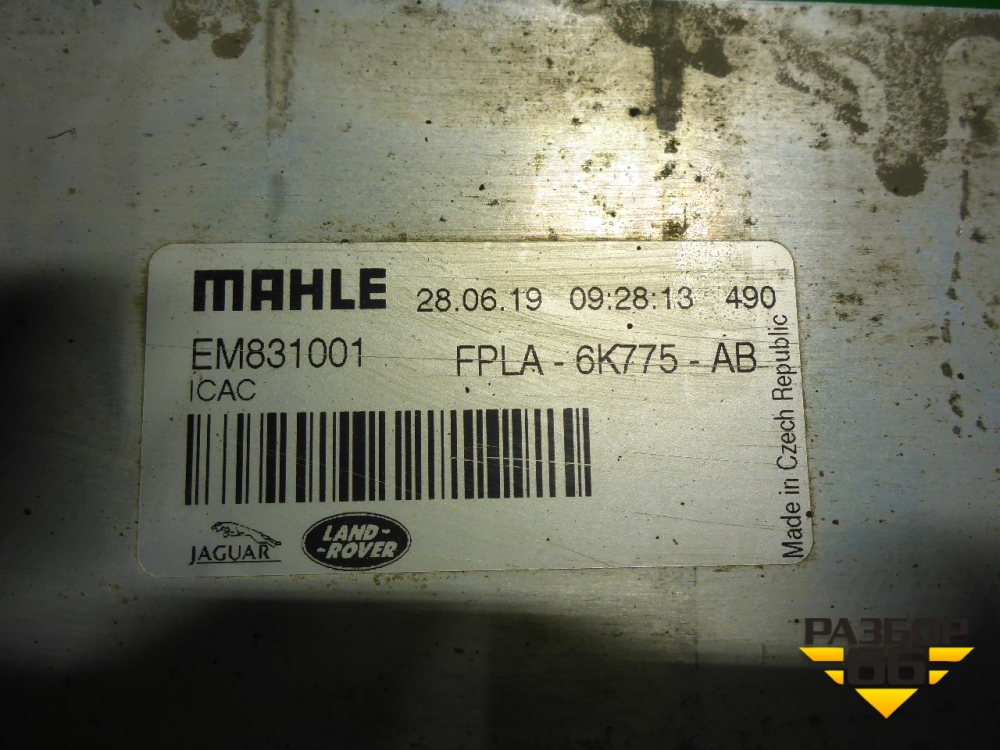 MAHLE 28.06.19 09:28:13 490
EM831001 FPLA - 6K775 - AB
ICAC
Made in Czech Republic
JAGUAR
LAND-
-ROVER
РАЗБОР
66